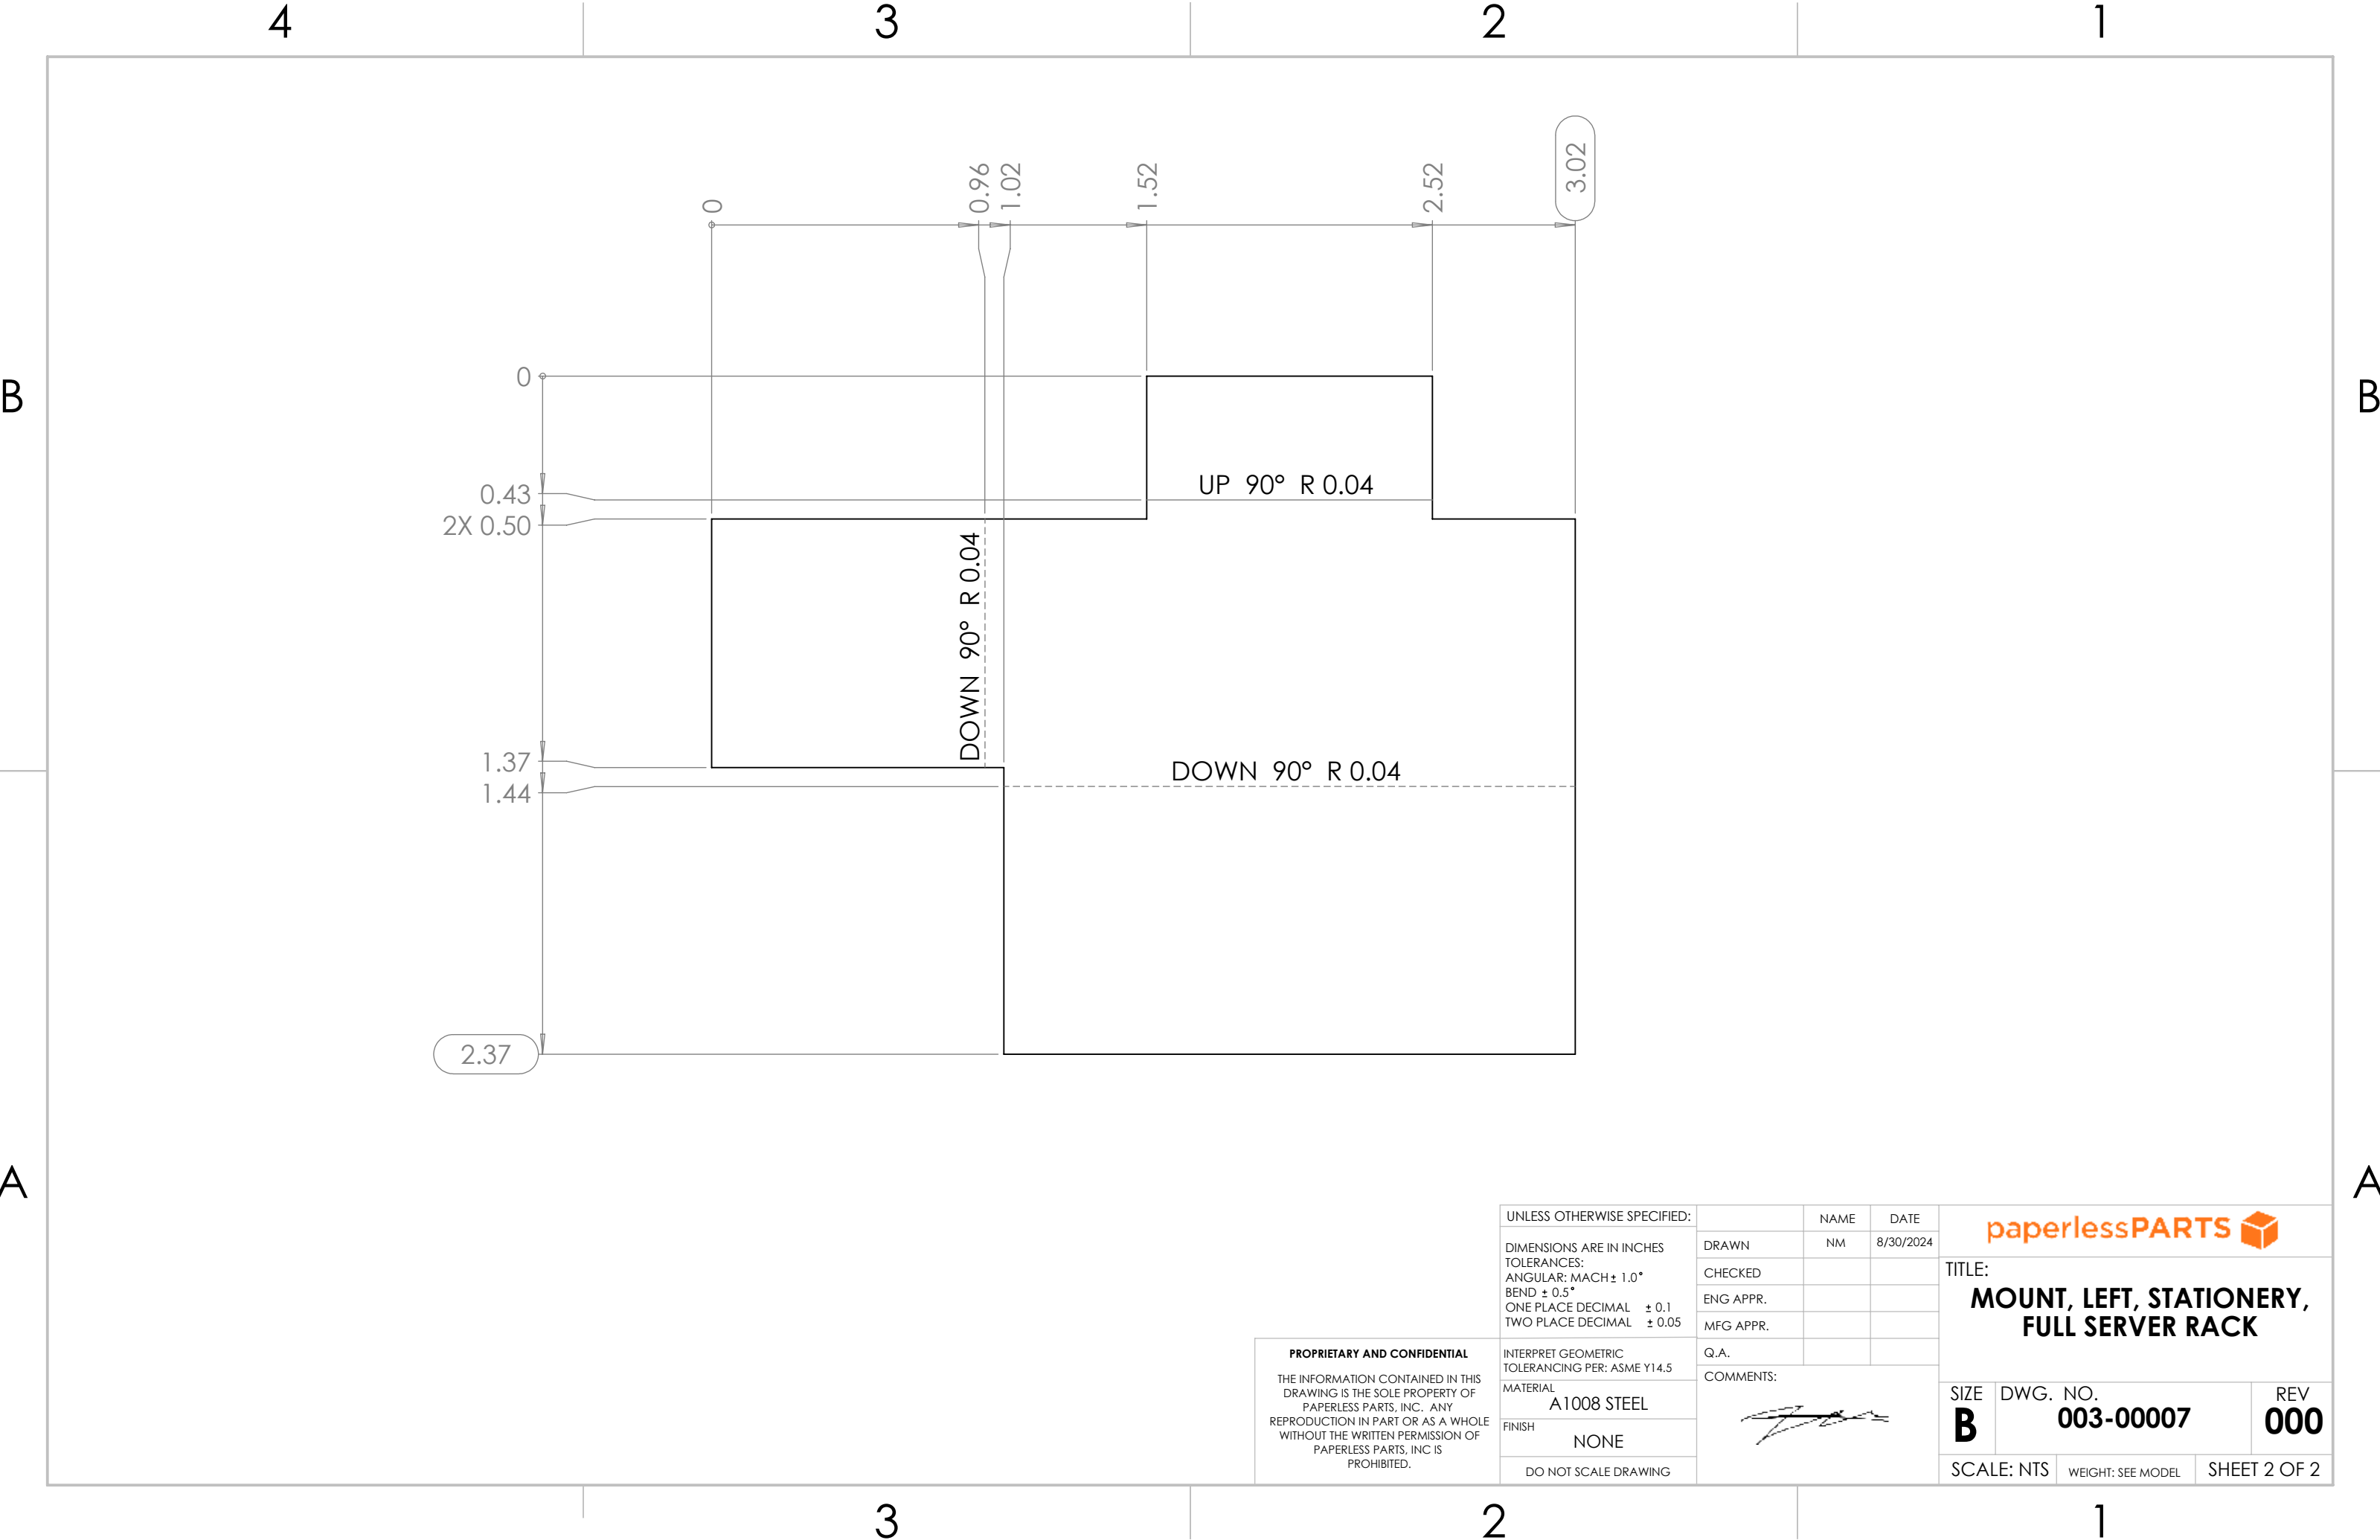 4 3 2 1
B B
A A
0 0.96 1.02 1.52 2.52 3.02
0
0.43
2X 0.50
1.37
1.44
2.37
UP 90° R 0.04
DOWN 90° R 0.04
DOWN 90° R 0.04
UNLESS OTHERWISE SPECIFIED:
DIMENSIONS ARE IN INCHES
TOLERANCES:
ANGULAR: MACH ± 1.0°
BEND ± 0.5°
ONE PLACE DECIMAL ± 0.1
TWO PLACE DECIMAL ± 0.05
INTERPRET GEOMETRIC
TOLERANCING PER: ASME Y14.5
MATERIAL
A1008 STEEL
FINISH
NONE
DO NOT SCALE DRAWING
PROPRIETARY AND CONFIDENTIAL
THE INFORMATION CONTAINED IN THIS
DRAWING IS THE SOLE PROPERTY OF
PAPERLESS PARTS, INC. ANY
REPRODUCTION IN PART OR AS A WHOLE
WITHOUT THE WRITTEN PERMISSION OF
PAPERLESS PARTS, INC IS
PROHIBITED.
NAME DATE
DRAWN NM 8/30/2024
CHECKED
ENG APPR.
MFG APPR.
Q.A.
COMMENTS:
paperlessPARTS
TITLE:
MOUNT, LEFT, STATIONERY,
FULL SERVER RACK
SIZE DWG. NO. REV
B 003-00007 000
SCALE: NTS WEIGHT: SEE MODEL SHEET 2 OF 2
3 2 1